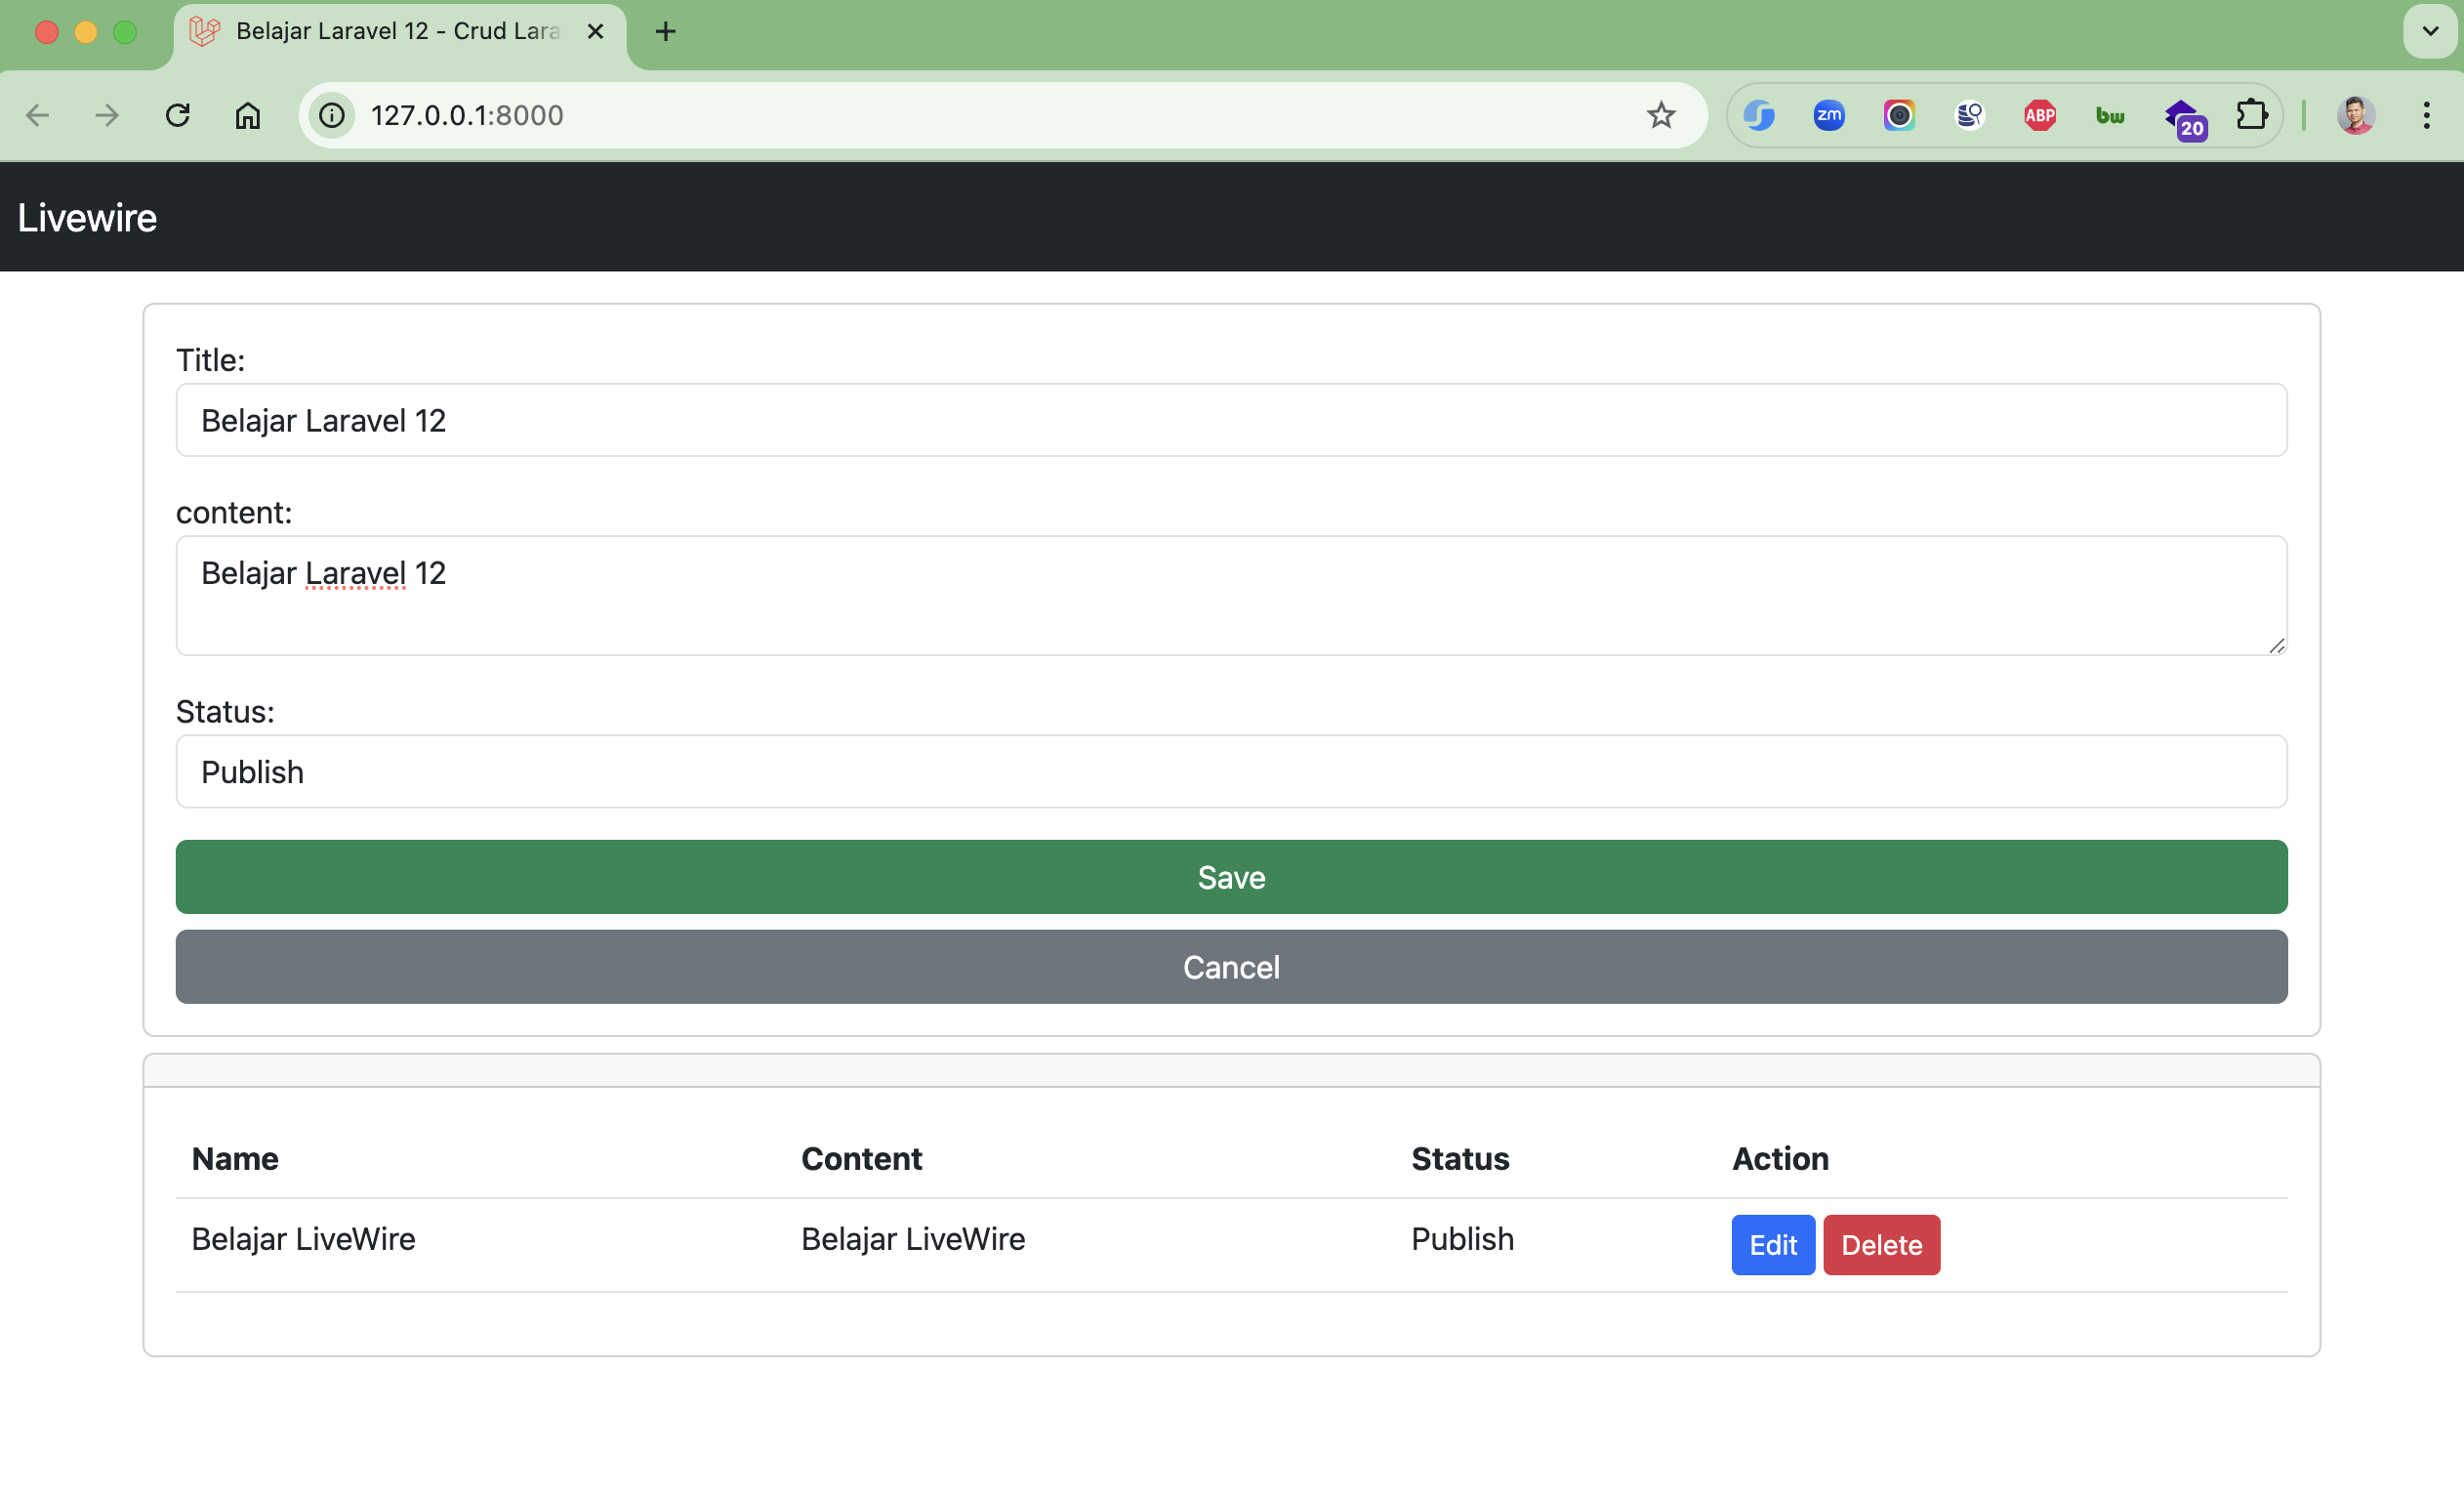 Belajar Laravel 12 - Crud Lara
127.0.0.1:8000
zm
ABP
bw
20
Livewire
Title:
Belajar Laravel 12
content:
Belajar Laravel 12
Status:
Publish
Save
Cancel
Name Content Status Action
Belajar LiveWire Belajar LiveWire Publish Edit Delete